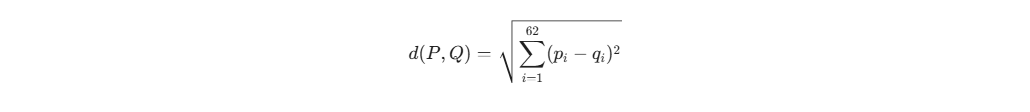 d(P, Q) = √(∑_{i=1}^{62} (p_i − q_i)²)